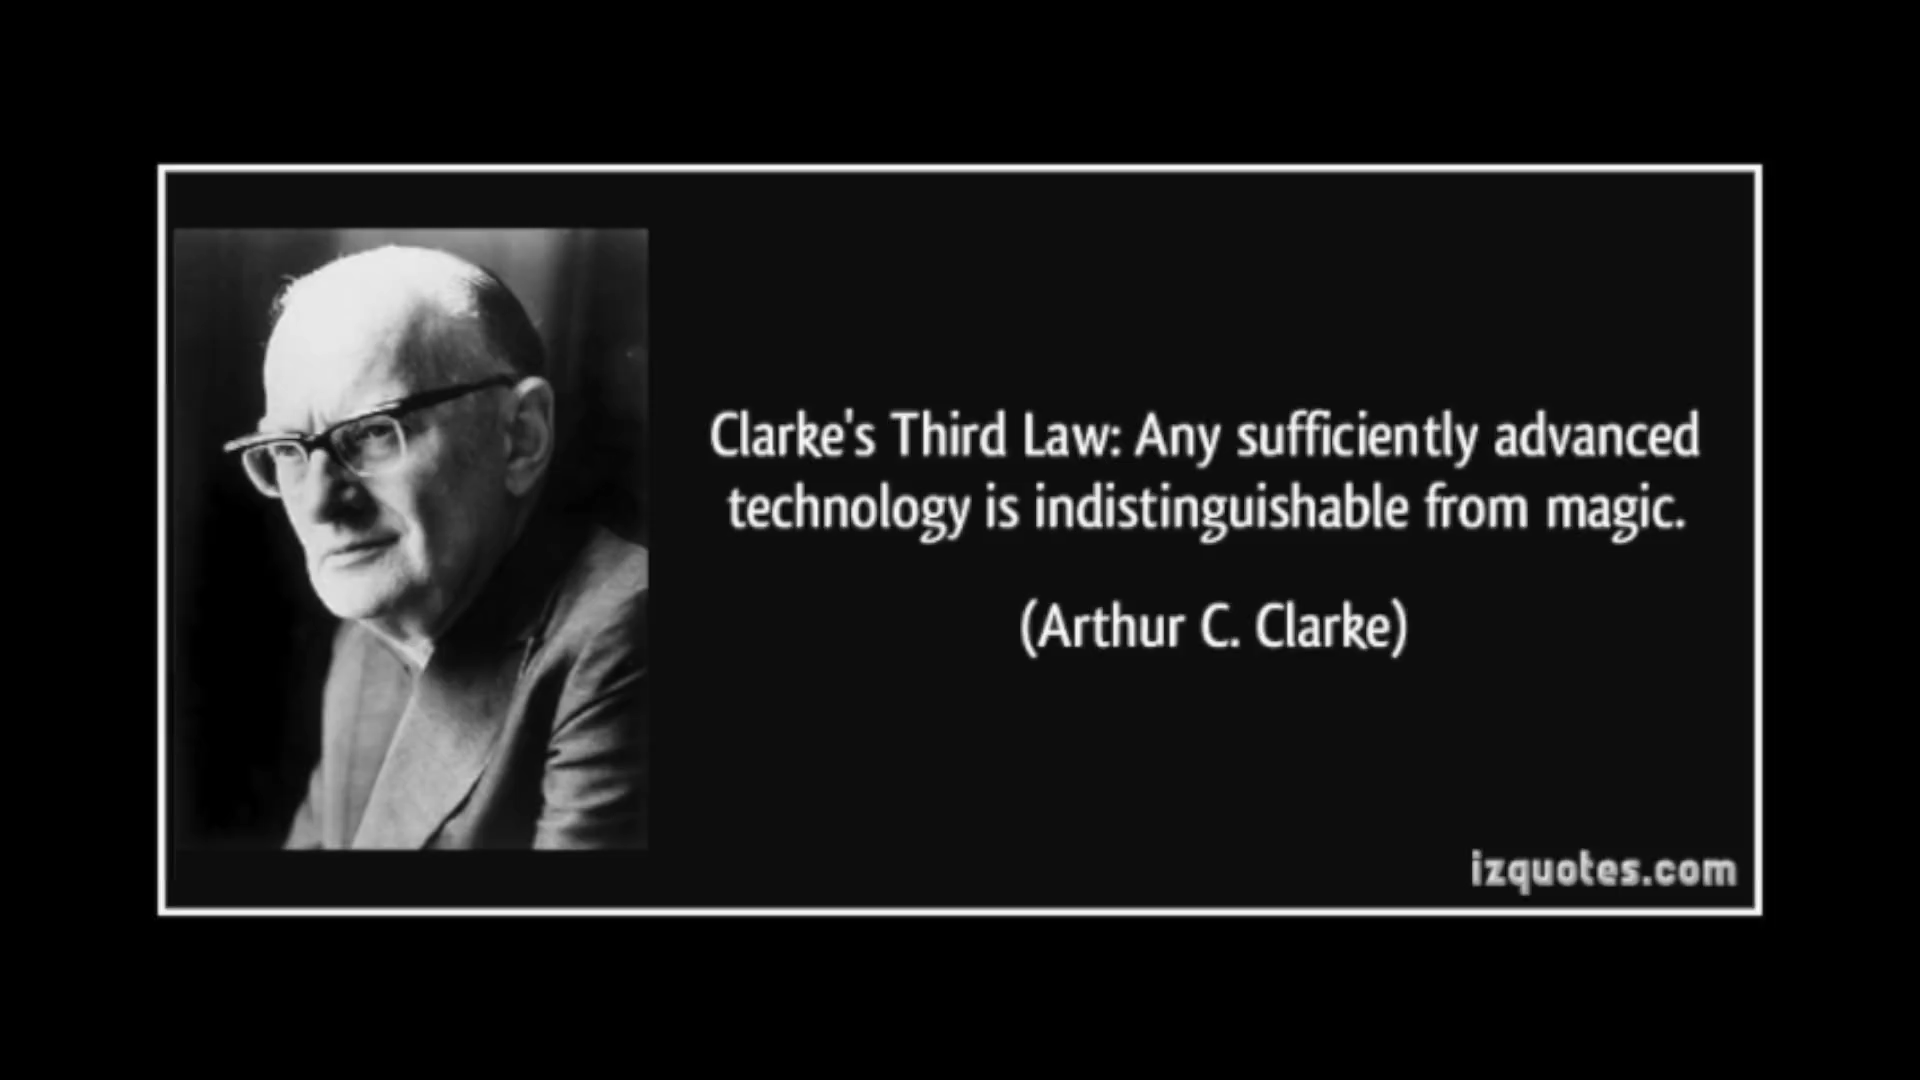 Clarke's Third Law: Any sufficiently advanced
technology is indistinguishable from magic.
(Arthur C. Clarke)
izquotes.com